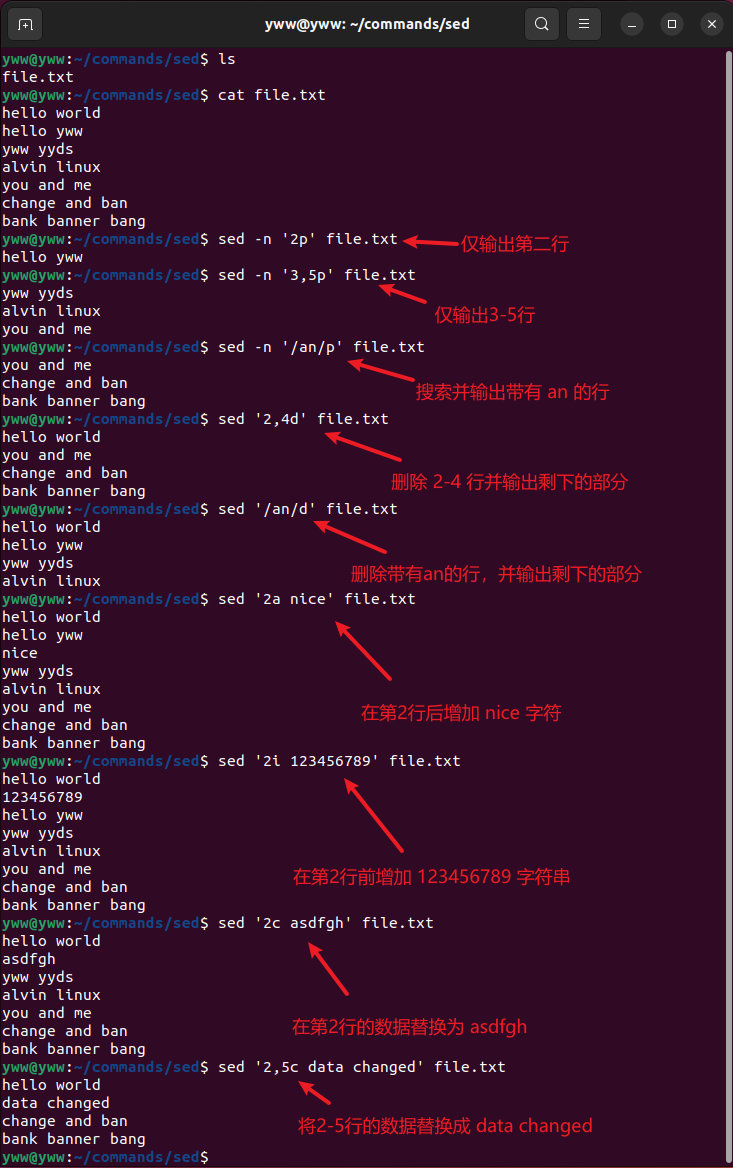 yww@yww: ~/commands/sed
yww@yww:~/commands/sed$ ls
file.txt
yww@yww:~/commands/sed$ cat file.txt
hello world
hello yww
yww yyds
alvin linux
you and me
change and ban
bank banner bang
yww@yww:~/commands/sed$ sed -n '2p' file.txt
仅输出第二行
hello yww
yww@yww:~/commands/sed$ sed -n '3,5p' file.txt
yww yyds
alvin linux
仅输出3-5行
you and me
yww@yww:~/commands/sed$ sed -n '/an/p' file.txt
you and me
change and ban
搜索并输出带有 an 的行
bank banner bang
yww@yww:~/commands/sed$ sed '2,4d' file.txt
hello world
you and me
change and ban
删除 2-4 行并输出剩下的部分
bank banner bang
yww@yww:~/commands/sed$ sed '/an/d' file.txt
hello world
hello yww
yww yyds
删除带有an的行，并输出剩下的部分
alvin linux
yww@yww:~/commands/sed$ sed '2a nice' file.txt
hello world
hello yww
nice
yww yyds
alvin linux
you and me
在第2行后增加 nice 字符
change and ban
bank banner bang
yww@yww:~/commands/sed$ sed '2i 123456789' file.txt
hello world
123456789
hello yww
yww yyds
alvin linux
you and me
在第2行前增加 123456789 字符串
change and ban
bank banner bang
yww@yww:~/commands/sed$ sed '2c asdfgh' file.txt
hello world
asdfgh
yww yyds
alvin linux
you and me
在第2行的数据替换为 asdfgh
change and ban
bank banner bang
yww@yww:~/commands/sed$ sed '2,5c data changed' file.txt
hello world
data changed
change and ban
将2-5行的数据替换成 data changed
bank banner bang
yww@yww:~/commands/sed$